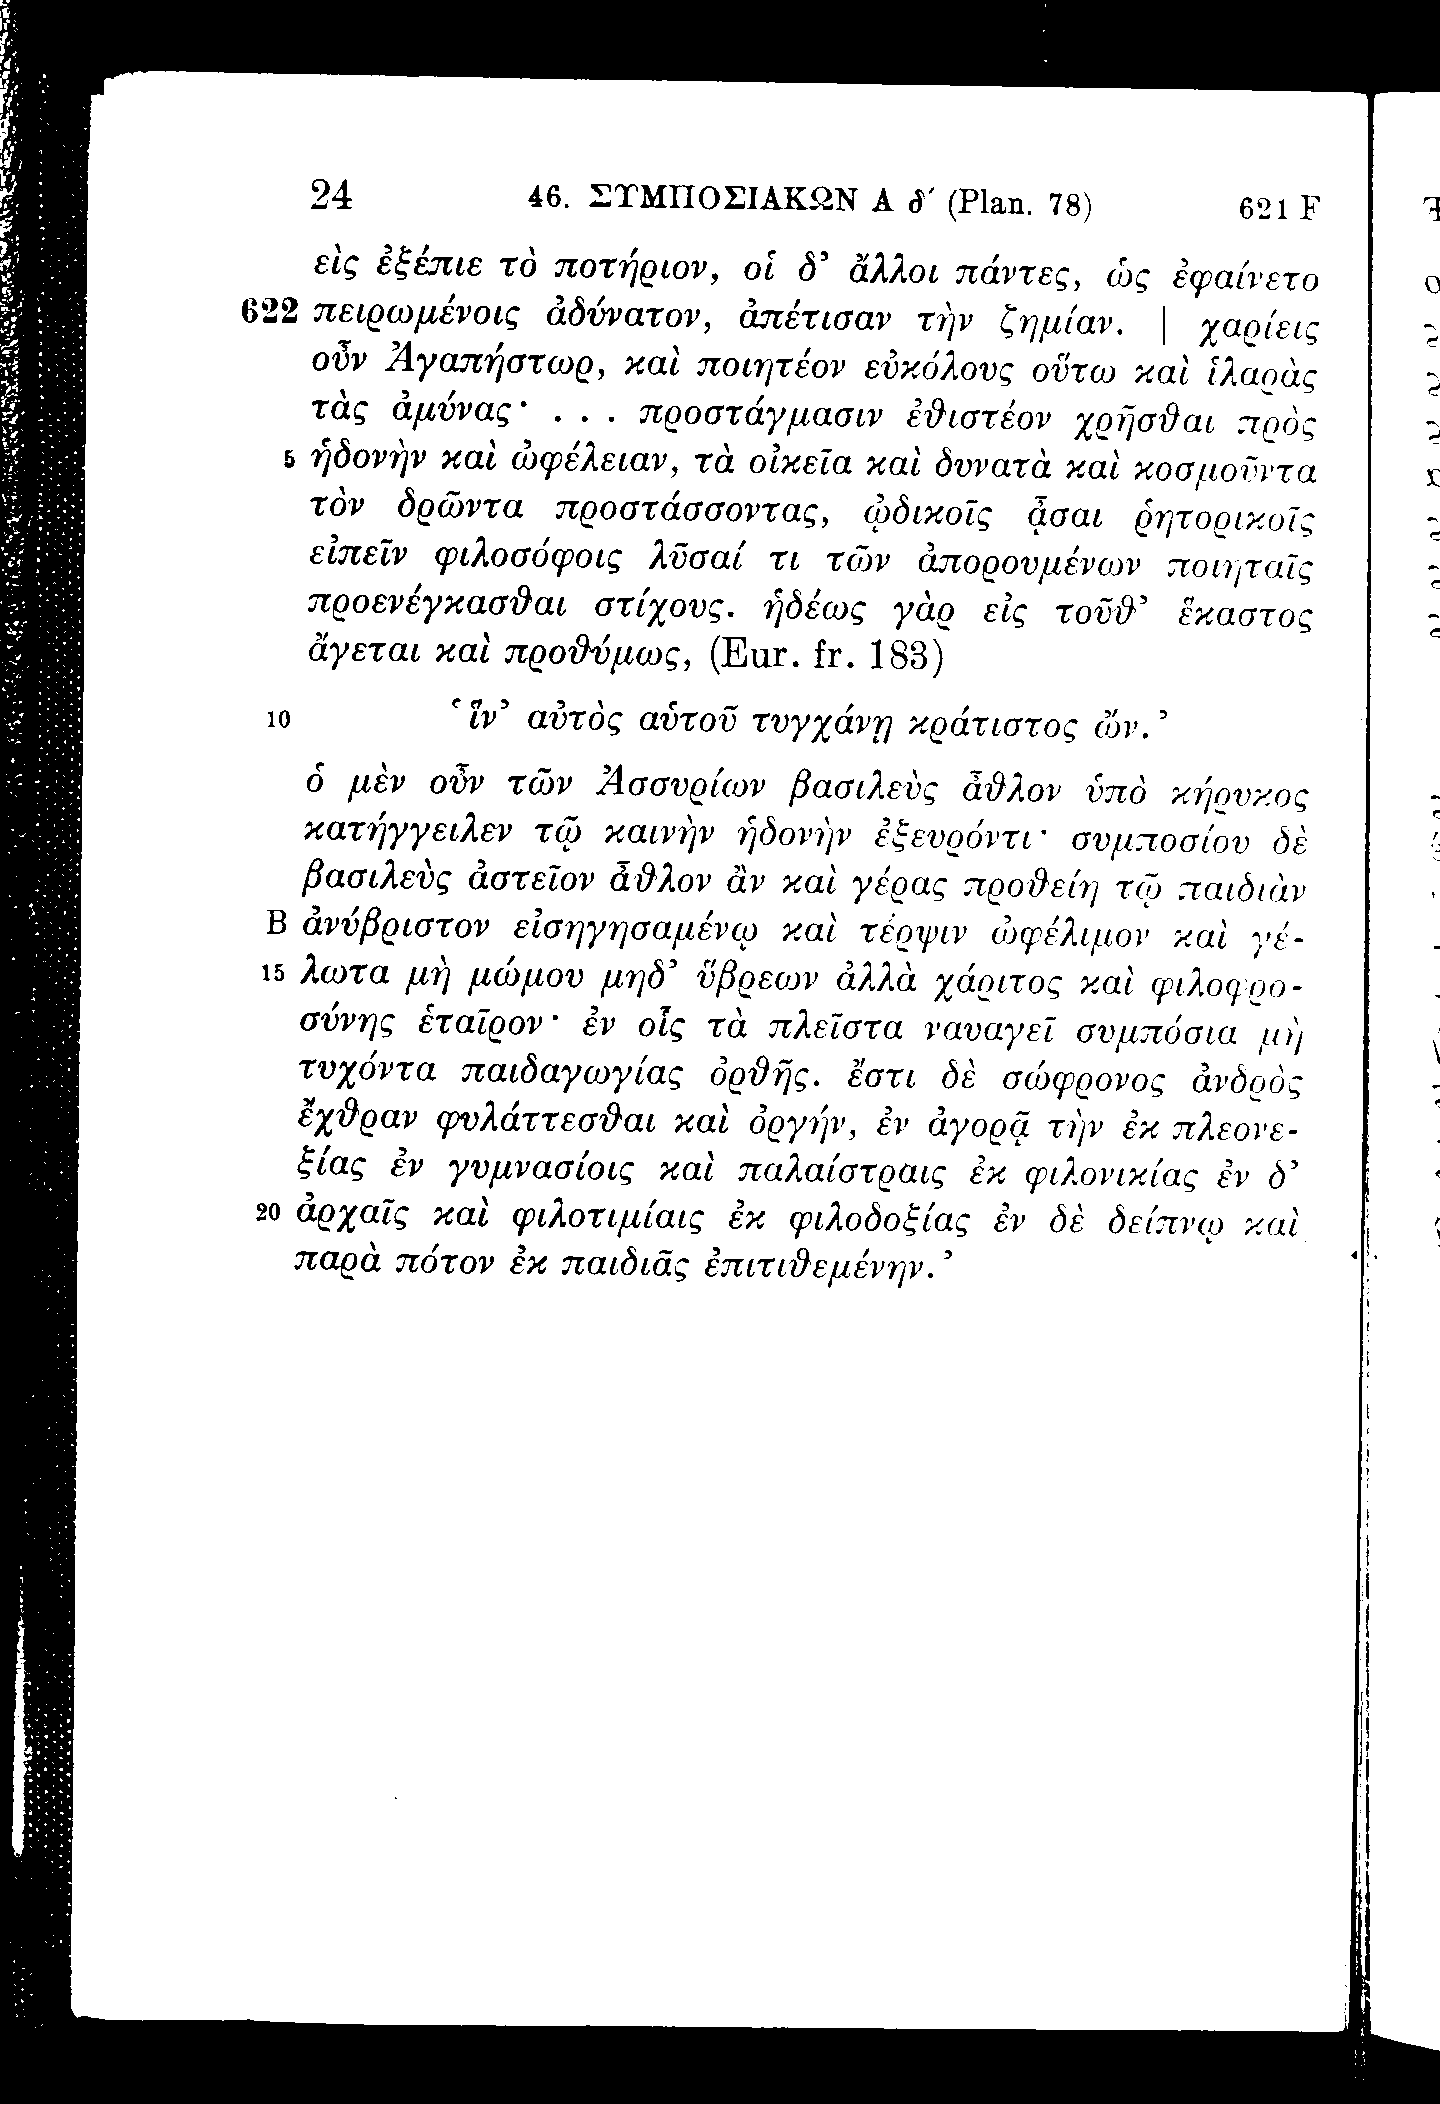 24 46. ΣΥΜΠΟΣΙΑΚΩΝ Α δ´ (Plan. 78) 621 F
εὶς ἐξέπιε τὸ ποτήριον, οἱ δ’ ἄλλοι πάντες, ὡς ἐφαίνετο
622 πειρωμένοις ἀδύνατον, ἀπέτισαν τὴν ζημίαν. | χαρίεις
οὖν Ἀγαπήστωρ, καὶ ποιητέον εὐκόλους οὕτω καὶ ἱλαρὰς
τὰς ἀμύνας· . . . προστάγμασιν ἐθιστέον χρῆσθαι πρὸς
5 ἡδονὴν καὶ ὠφέλειαν, τὰ οἰκεῖα καὶ δυνατὰ καὶ κοσμοῦντα
τὸν δρῶντα προστάσσοντας, ᾠδικοῖς ᾆσαι ῥητορικοῖς
εἰπεῖν φιλοσόφοις λῦσαί τι τῶν ἀπορουμένων ποιηταῖς
προενέγκασθαι στίχους. ἡδέως γὰρ εἰς τοῦθ’ ἕκαστος
ἄγεται καὶ προθύμως, (Eur. fr. 183)
10 ‘ἵν’ αὐτὸς αὑτοῦ τυγχάνῃ κράτιστος ὤν.’
ὁ μὲν οὖν τῶν Ἀσσυρίων βασιλεὺς ἆθλον ὑπὸ κήρυκος
κατήγγειλεν τῷ καινὴν ἡδονὴν ἐξευρόντι· συμποσίου δὲ
βασιλεὺς ἀστεῖον ἆθλον ἂν καὶ γέρας προθείη τῷ παιδιὰν
B ἀνύβριστον εἰσηγησαμένῳ καὶ τέρψιν ὠφέλιμον καὶ γέ-
15 λωτα μὴ μώμου μηδ’ ὕβρεων ἀλλὰ χάριτος καὶ φιλοφρο-
σύνης ἑταῖρον· ἐν οἷς τὰ πλεῖστα ναυαγεῖ συμπόσια μὴ
τυχόντα παιδαγωγίας ὀρθῆς. ἔστι δὲ σώφρονος ἀνδρὸς
ἔχθραν φυλάττεσθαι καὶ ὀργήν, ἐν ἀγορᾷ τὴν ἐκ πλεονε-
ξίας ἐν γυμνασίοις καὶ παλαίστραις ἐκ φιλονικίας ἐν δ’
20 ἀρχαῖς καὶ φιλοτιμίαις ἐκ φιλοδοξίας ἐν δὲ δείπνῳ καὶ
παρὰ πότον ἐκ παιδιᾶς ἐπιτιθεμένην.’